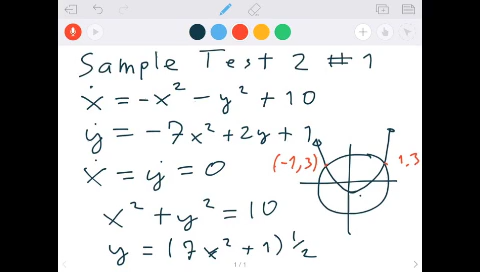 Sample Test 2 #1
ẋ = -x² - y² + 10
ẏ = -7x² + 2y + 1
(-1,3)
1,3
ẋ = ẏ = 0
x² + y² = 10
y = (7x² + 1) 1/2
1/1